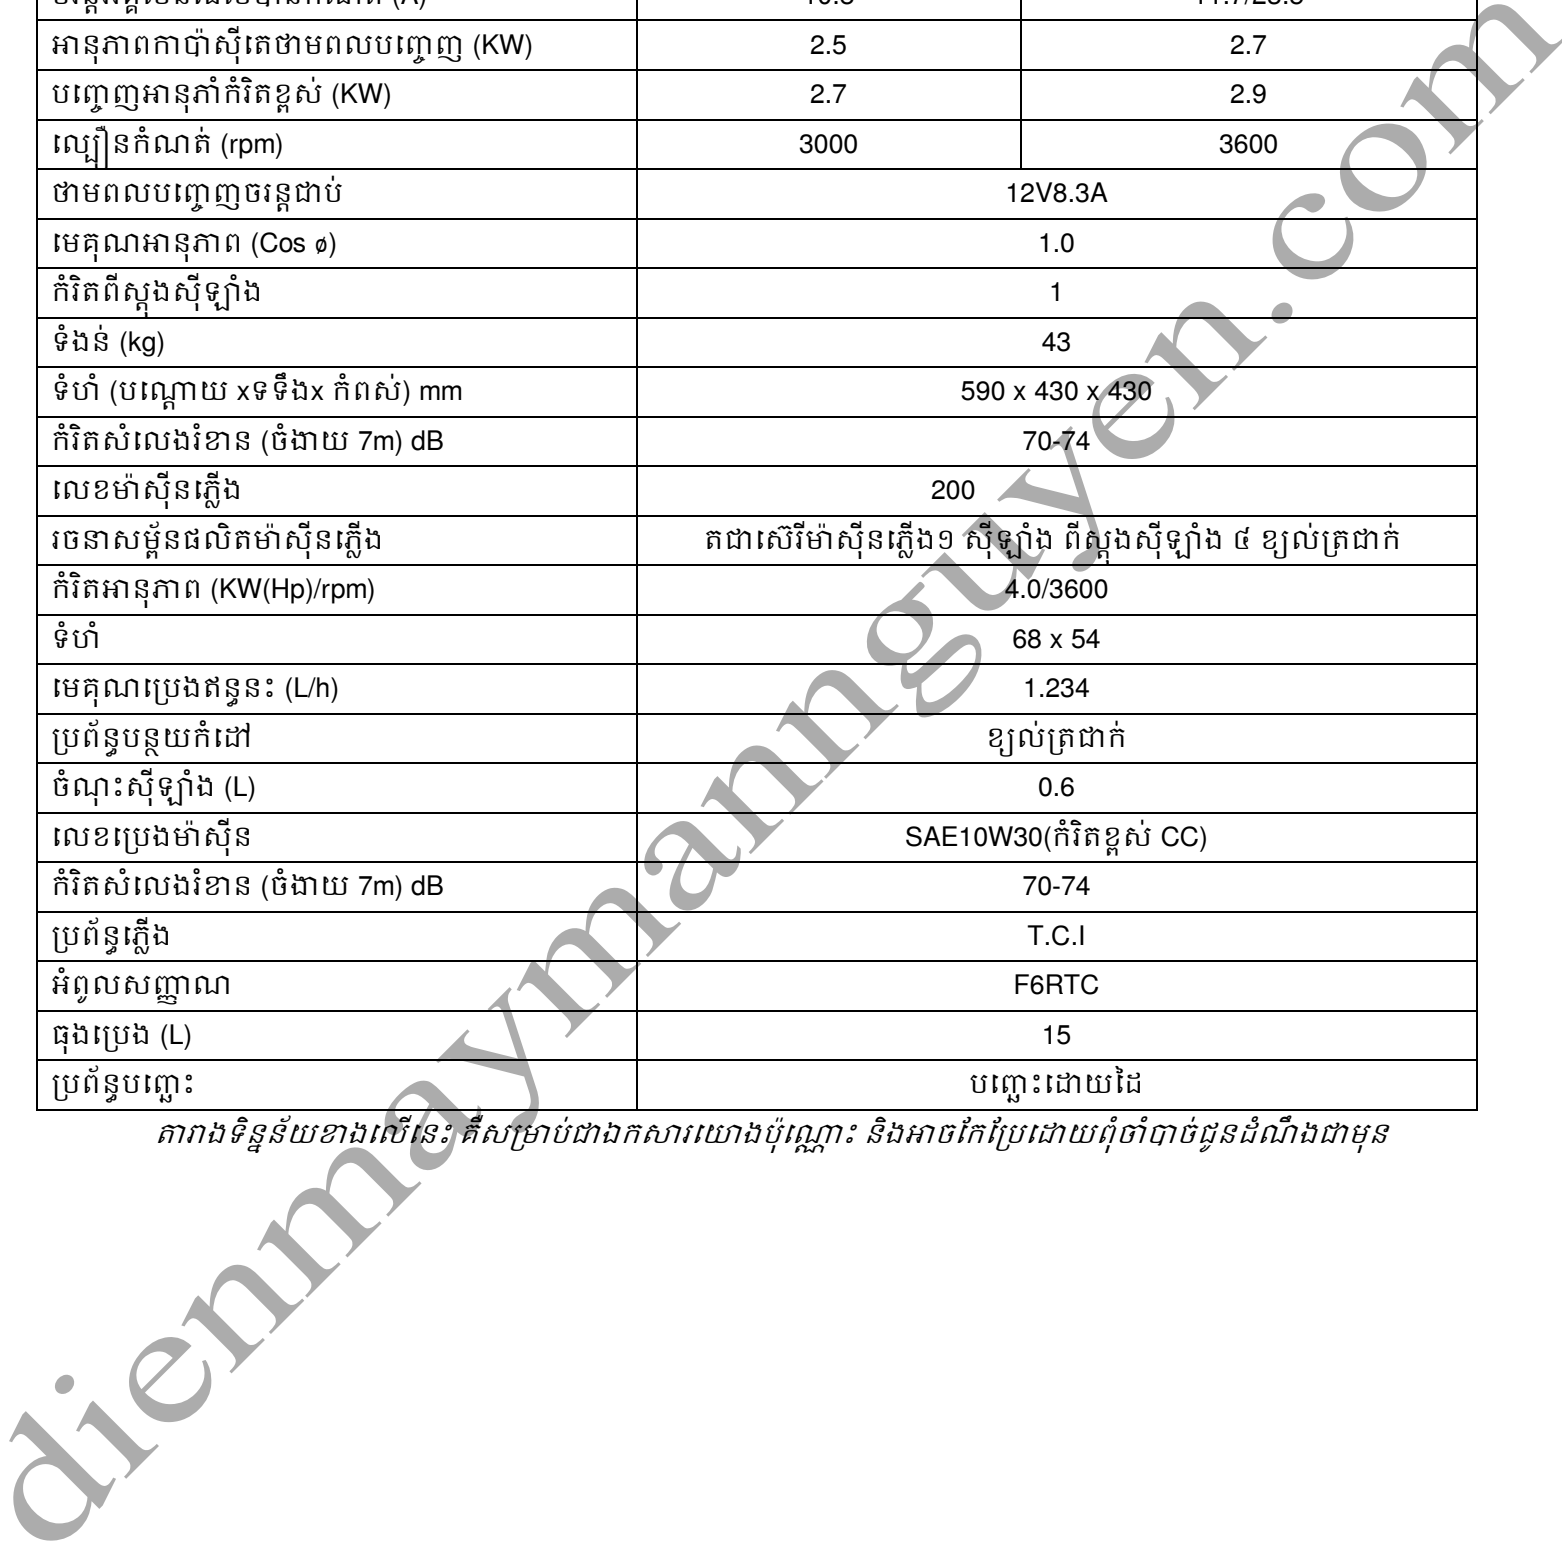 អានុភាពកាប៉ាស៊ីតេថាមពលបញ្ចេញ (KW) 2.5 2.7
បញ្ចេញអានុភាំកំរិតខ្ពស់ (KW) 2.7 2.9
ល្បឿនកំណត់ (rpm) 3000 3600
ថាមពលបញ្ចេញចរន្តជាប់ 12V8.3A
មេគុណអានុភាព (Cos ø) 1.0
កំរិតពីស្តុងស៊ីឡាំង 1
ទំងន់ (kg) 43
ទំហំ (បណ្តោយ xទទឹងx កំពស់) mm 590 x 430 x 430
កំរិតសំលេងរំខាន (ចំងាយ 7m) dB 70-74
លេខម៉ាស៊ីនភ្លើង 200
រចនាសម្ព័នផលិតម៉ាស៊ីនភ្លើង តជាស៊េរីម៉ាស៊ីនភ្លើង១ ស៊ីឡាំង ពីស្តុងស៊ីឡាំង ៤ ខ្យល់ត្រជាក់
កំរិតអានុភាព (KW(Hp)/rpm) 4.0/3600
ទំហំ 68 x 54
មេគុណប្រេងឥន្ធនះ (L/h) 1.234
ប្រព័ន្ធបន្ថយកំដៅ ខ្យល់ត្រជាក់
ចំណុះស៊ីឡាំង (L) 0.6
លេខប្រេងម៉ាស៊ីន SAE10W30(កំរិតខ្ពស់ CC)
កំរិតសំលេងរំខាន (ចំងាយ 7m) dB 70-74
ប្រព័ន្ធភ្លើង T.C.I
អំពូលសញ្ញាណ F6RTC
ធុងប្រេង (L) 15
ប្រព័ន្ធបញ្ឆេះ បញ្ឆេះដោយដៃ
តារាងទិន្នន័យខាងលើនេះ គឺសម្រាប់ជាឯកសារយោងប៉ុណ្ណោះ និងអាចកែប្រែដោយពុំចាំបាច់ជូនដំណឹងជាមុន
dienmaymannguyen.com